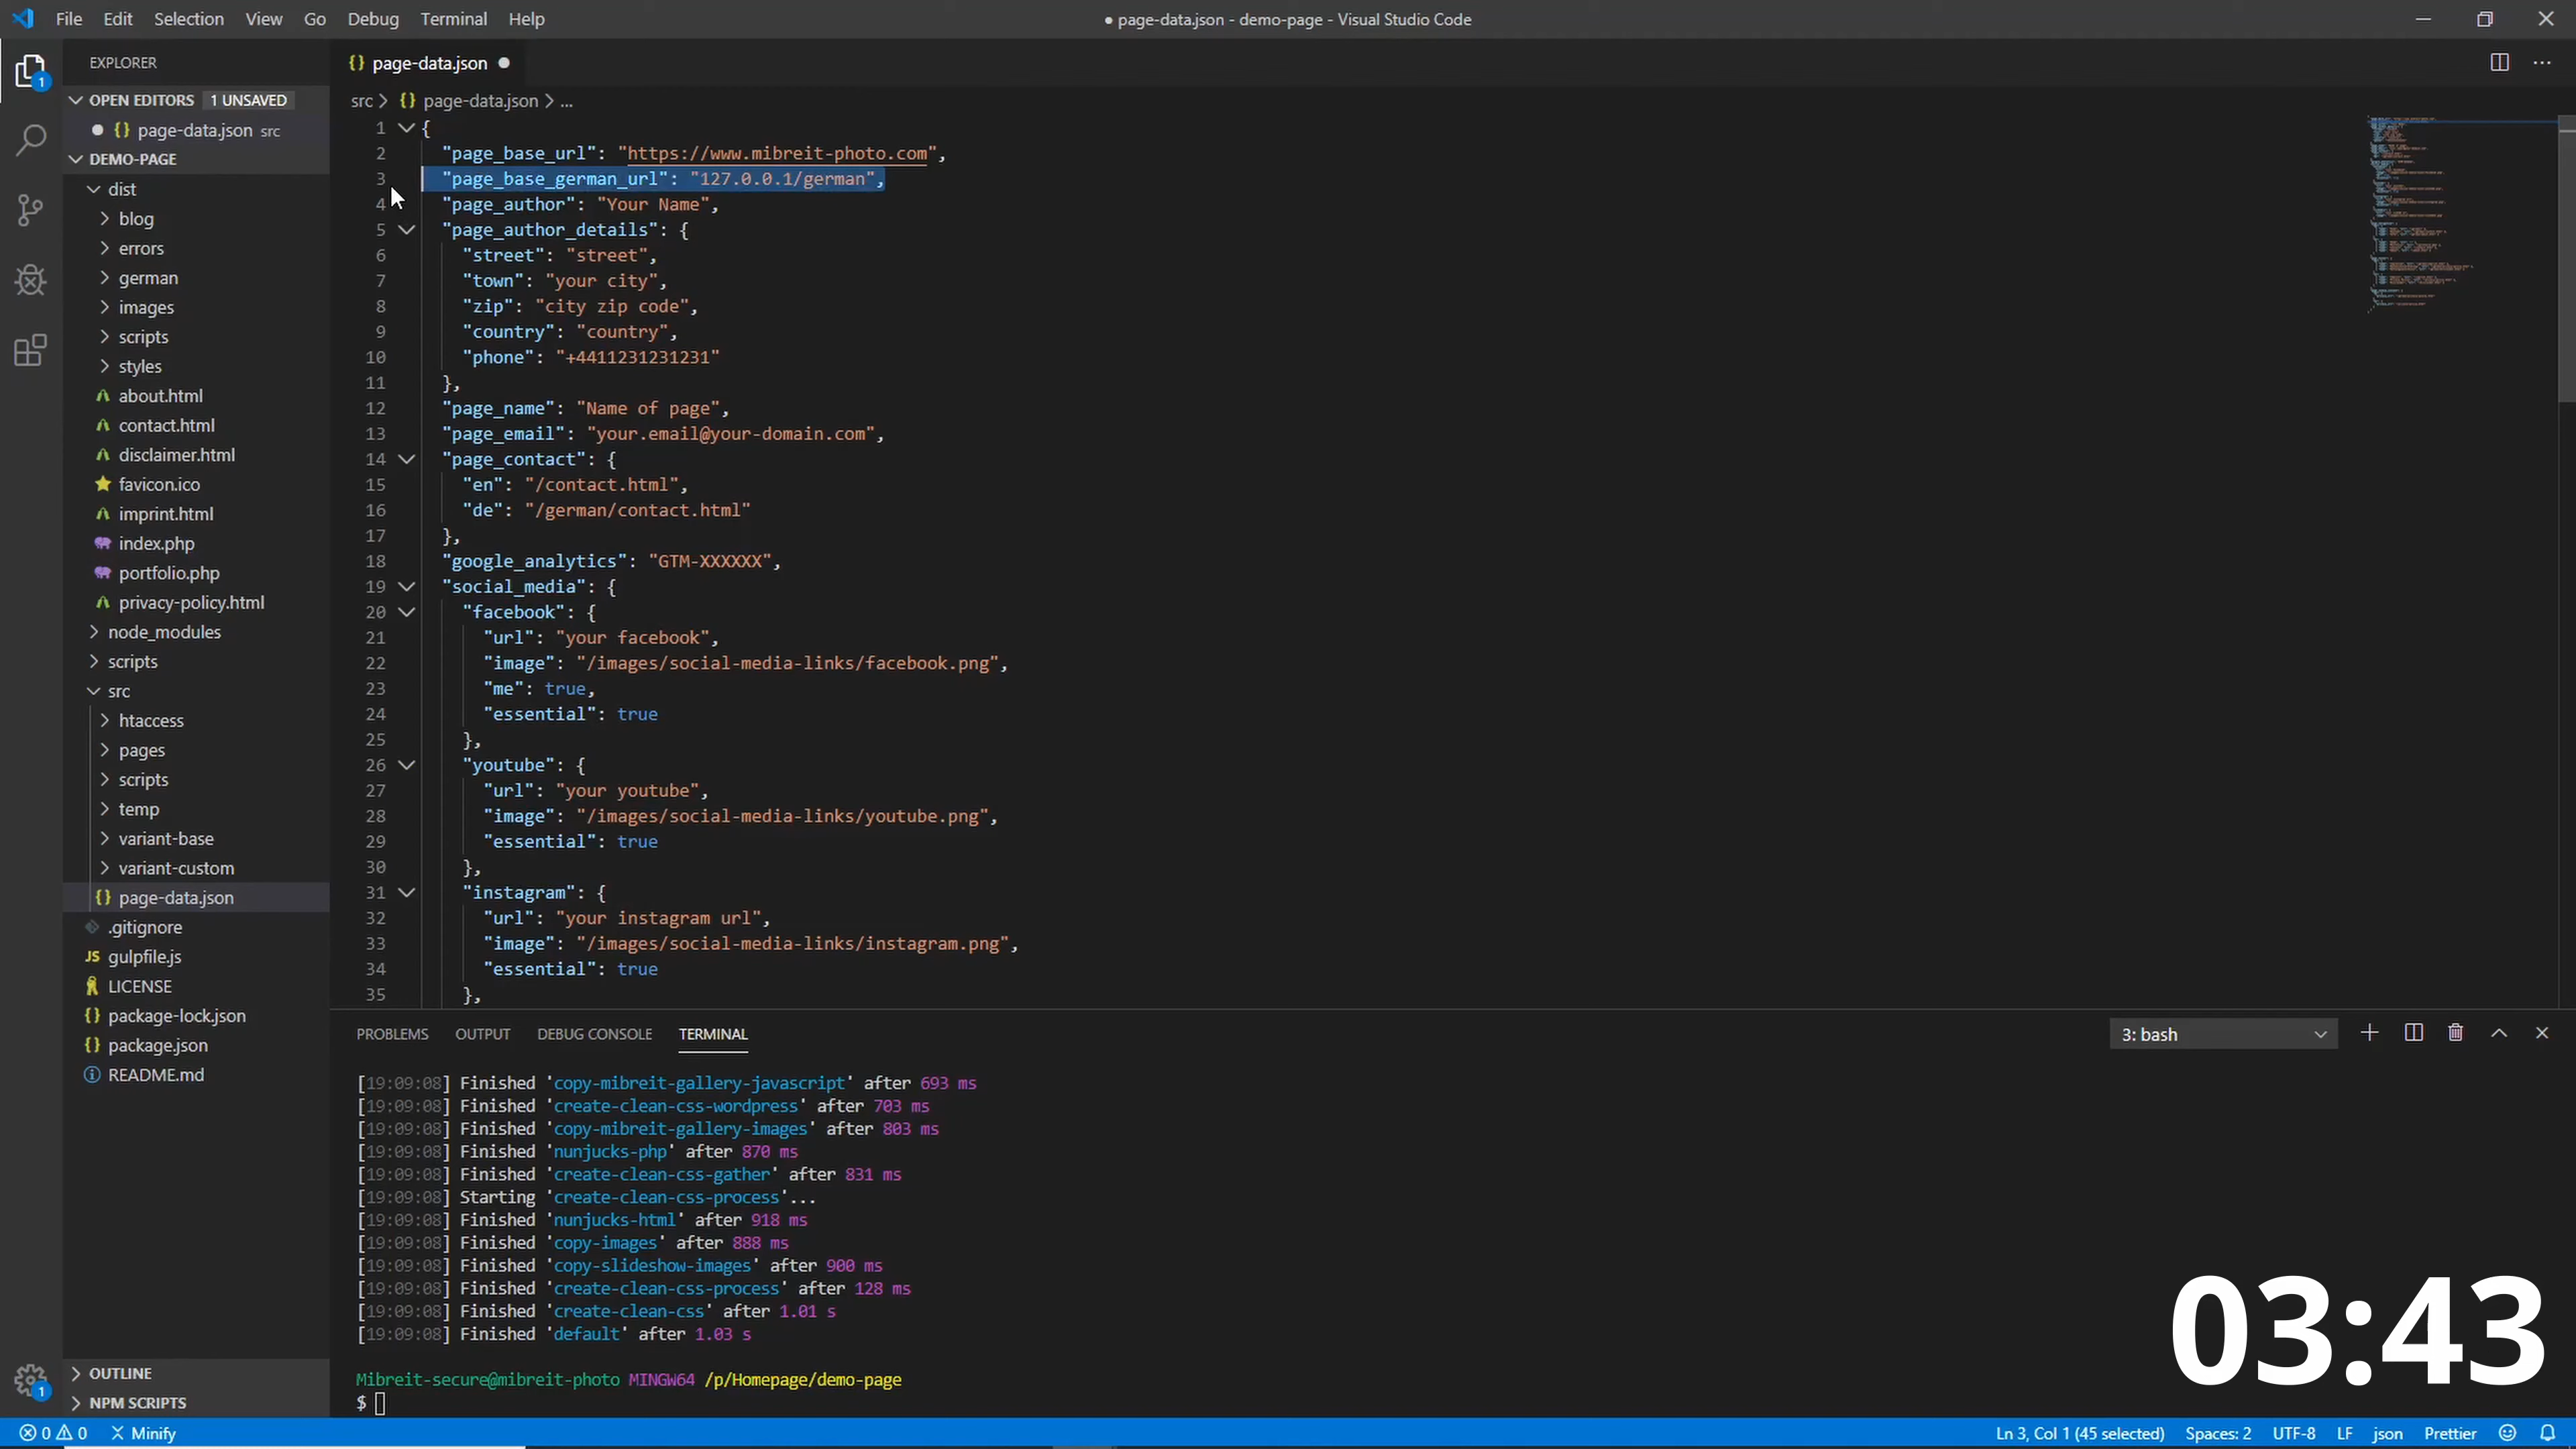 File Edit Selection View Go Debug Terminal Help
● page-data.json - demo-page - Visual Studio Code
EXPLORER
OPEN EDITORS 1 UNSAVED
page-data.json src
DEMO-PAGE
dist
blog
errors
german
images
scripts
styles
about.html
contact.html
disclaimer.html
favicon.ico
imprint.html
index.php
portfolio.php
privacy-policy.html
node_modules
scripts
src
htaccess
pages
scripts
temp
variant-base
variant-custom
page-data.json
.gitignore
gulpfile.js
LICENSE
package-lock.json
package.json
README.md
OUTLINE
NPM SCRIPTS
1
1
{} page-data.json ●
src > {} page-data.json > ...
1 {
2 "page_base_url": "https://www.mibreit-photo.com",
3 "page_base_german_url": "127.0.0.1/german",
4 "page_author": "Your Name",
5 "page_author_details": {
6 "street": "street",
7 "town": "your city",
8 "zip": "city zip code",
9 "country": "country",
10 "phone": "+4411231231231"
11 },
12 "page_name": "Name of page",
13 "page_email": "your.email@your-domain.com",
14 "page_contact": {
15 "en": "/contact.html",
16 "de": "/german/contact.html"
17 },
18 "google_analytics": "GTM-XXXXXX",
19 "social_media": {
20 "facebook": {
21 "url": "your facebook",
22 "image": "/images/social-media-links/facebook.png",
23 "me": true,
24 "essential": true
25 },
26 "youtube": {
27 "url": "your youtube",
28 "image": "/images/social-media-links/youtube.png",
29 "essential": true
30 },
31 "instagram": {
32 "url": "your instagram url",
33 "image": "/images/social-media-links/instagram.png",
34 "essential": true
35 },
PROBLEMS OUTPUT DEBUG CONSOLE TERMINAL
3: bash
[19:09:08] Finished 'copy-mibreit-gallery-javascript' after 693 ms
[19:09:08] Finished 'create-clean-css-wordpress' after 703 ms
[19:09:08] Finished 'copy-mibreit-gallery-images' after 803 ms
[19:09:08] Finished 'nunjucks-php' after 870 ms
[19:09:08] Finished 'create-clean-css-gather' after 831 ms
[19:09:08] Starting 'create-clean-css-process'...
[19:09:08] Finished 'nunjucks-html' after 918 ms
[19:09:08] Finished 'copy-images' after 888 ms
[19:09:08] Finished 'copy-slideshow-images' after 900 ms
[19:09:08] Finished 'create-clean-css-process' after 128 ms
[19:09:08] Finished 'create-clean-css' after 1.01 s
[19:09:08] Finished 'default' after 1.03 s
Mibreit-secure@mibreit-photo MINGW64 /p/Homepage/demo-page
$
03:43
0 0 Minify
Ln 3, Col 1 (45 selected) Spaces: 2 UTF-8 LF json Prettier